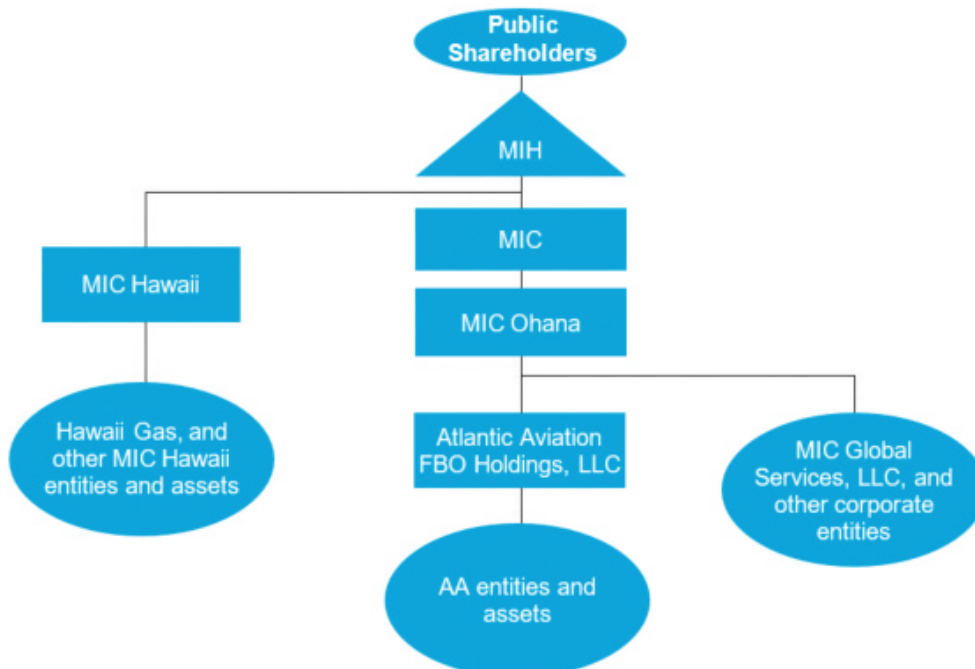 Public
Shareholders
MIH
MIC
MIC Hawaii
MIC Ohana
Hawaii Gas, and
other MIC Hawaii
entities and assets
Atlantic Aviation
FBO Holdings, LLC
MIC Global
Services, LLC, and
other corporate
entities
AA entities and
assets